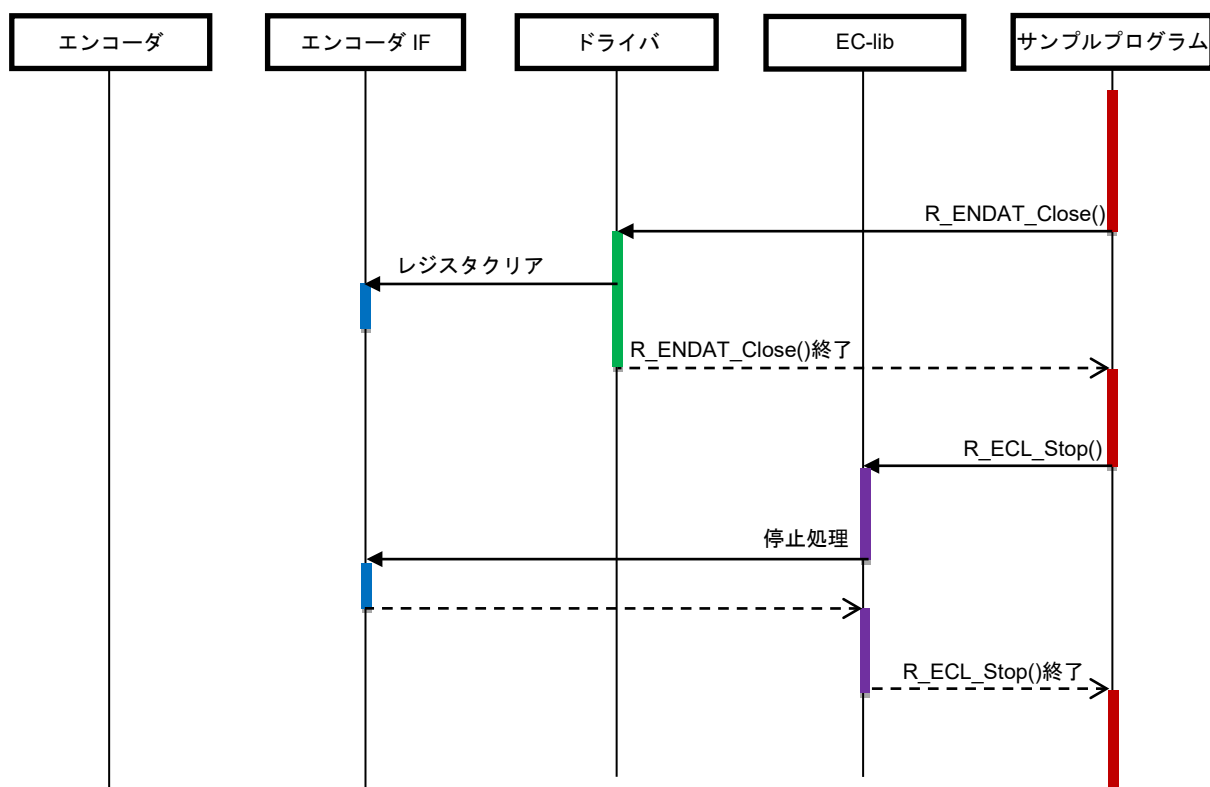 エンコーダ
エンコーダ IF
ドライバ
EC-lib
サンプルプログラム
R_ENDAT_Close()
レジスタクリア
R_ENDAT_Close()終了
R_ECL_Stop()
停止処理
R_ECL_Stop()終了